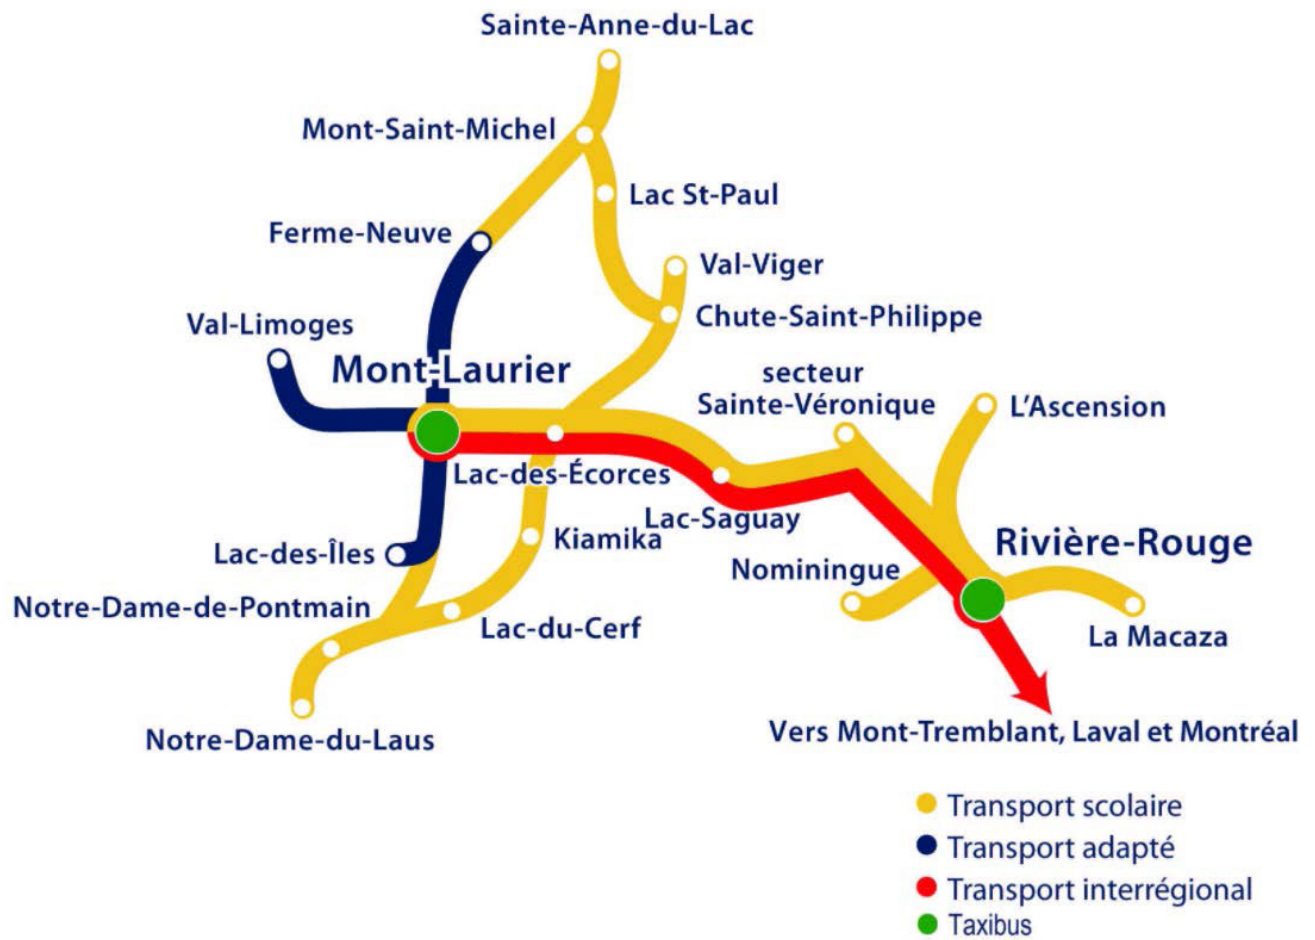 Sainte-Anne-du-Lac
Mont-Saint-Michel
Lac St-Paul
Ferme-Neuve
Val-Viger
Chute-Saint-Philippe
Val-Limoges
Mont-Laurier
secteur
Sainte-Véronique
L'Ascension
Lac-des-Écorces
Lac-Saguay
Kiamika
Lac-des-Îles
Rivière-Rouge
Nominingue
Notre-Dame-de-Pontmain
Lac-du-Cerf
La Macaza
Notre-Dame-du-Laus
Vers Mont-Tremblant, Laval et Montréal
Transport scolaire
Transport adapté
Transport interrégional
Taxibus